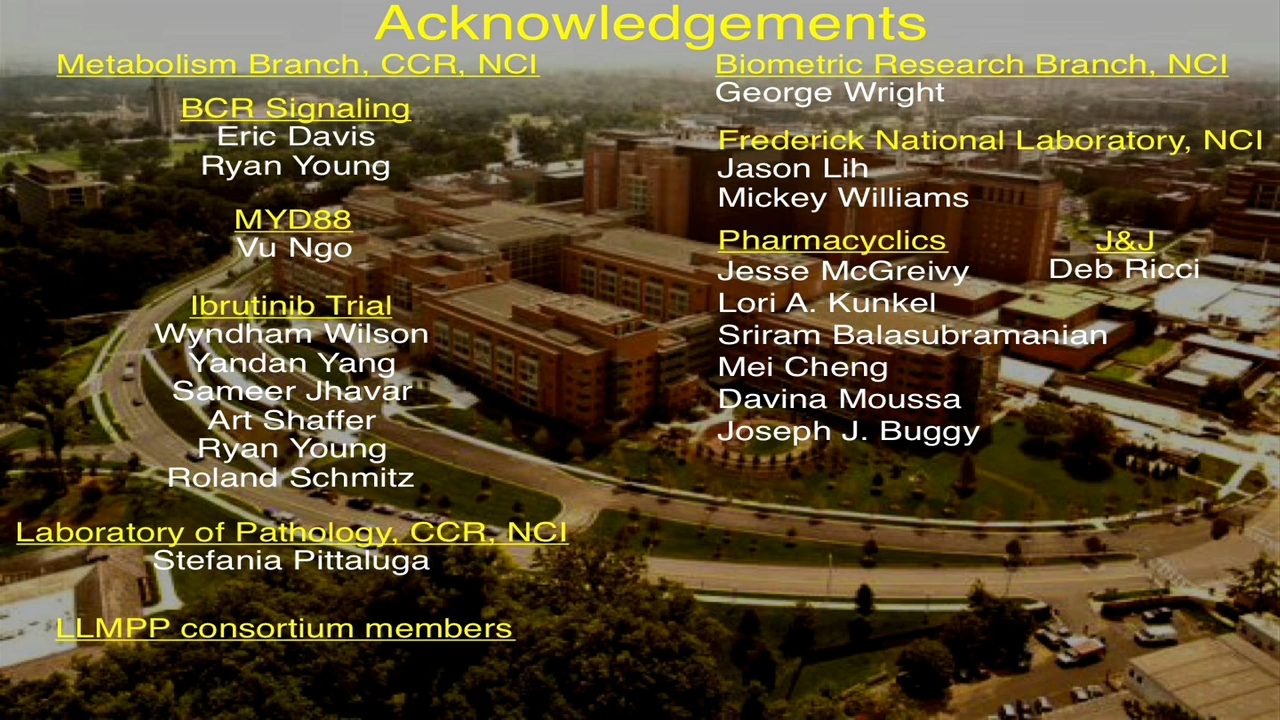 Acknowledgements
Metabolism Branch, CCR, NCI
BCR Signaling
Eric Davis
Ryan Young
MYD88
Vu Ngo
Ibrutinib Trial
Wyndham Wilson
Yandan Yang
Sameer Jhavar
Art Shaffer
Ryan Young
Roland Schmitz
Laboratory of Pathology, CCR, NCI
Stefania Pittaluga
LLMPP consortium members
Biometric Research Branch, NCI
George Wright
Frederick National Laboratory, NCI
Jason Lih
Mickey Williams
Pharmacyclics
Jesse McGreivy
Lori A. Kunkel
Sriram Balasubramanian
Mei Cheng
Davina Moussa
Joseph J. Buggy
J&J
Deb Ricci